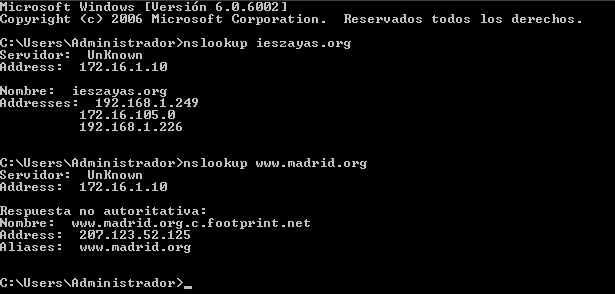 Microsoft Windows [Versión 6.0.6002]
Copyright (c) 2006 Microsoft Corporation.  Reservados todos los derechos.
C:\Users\Administrador>nslookup ieszayas.org
Servidor:  UnKnown
Address:  172.16.1.10
Nombre:  ieszayas.org
Addresses:  192.168.1.249
172.16.105.0
192.168.1.226
C:\Users\Administrador>nslookup www.madrid.org
Servidor:  UnKnown
Address:  172.16.1.10
Respuesta no autoritativa:
Nombre:  www.madrid.org.c.footprint.net
Address:  207.123.52.125
Aliases:  www.madrid.org
C:\Users\Administrador>_